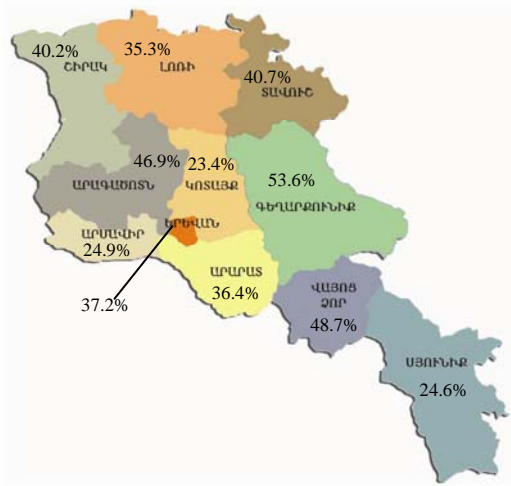 40.2%
ՇԻՐԱԿ
35.3%
ԼՈՌԻ
40.7%
ՏԱՎՈՒՇ
46.9%
ԱՐԱԳԱԾՈՏՆ
23.4%
ԿՈՏԱՅՔ
53.6%
ԳԵՂԱՐՔՈՒՆԻՔ
ԱՐՄԱՎԻՐ
24.9%
ԵՐԵՎԱՆ
37.2%
ԱՐԱՐԱՏ
36.4%
ՎԱՅՈՑ
ՁՈՐ
48.7%
ՍՅՈՒՆԻՔ
24.6%